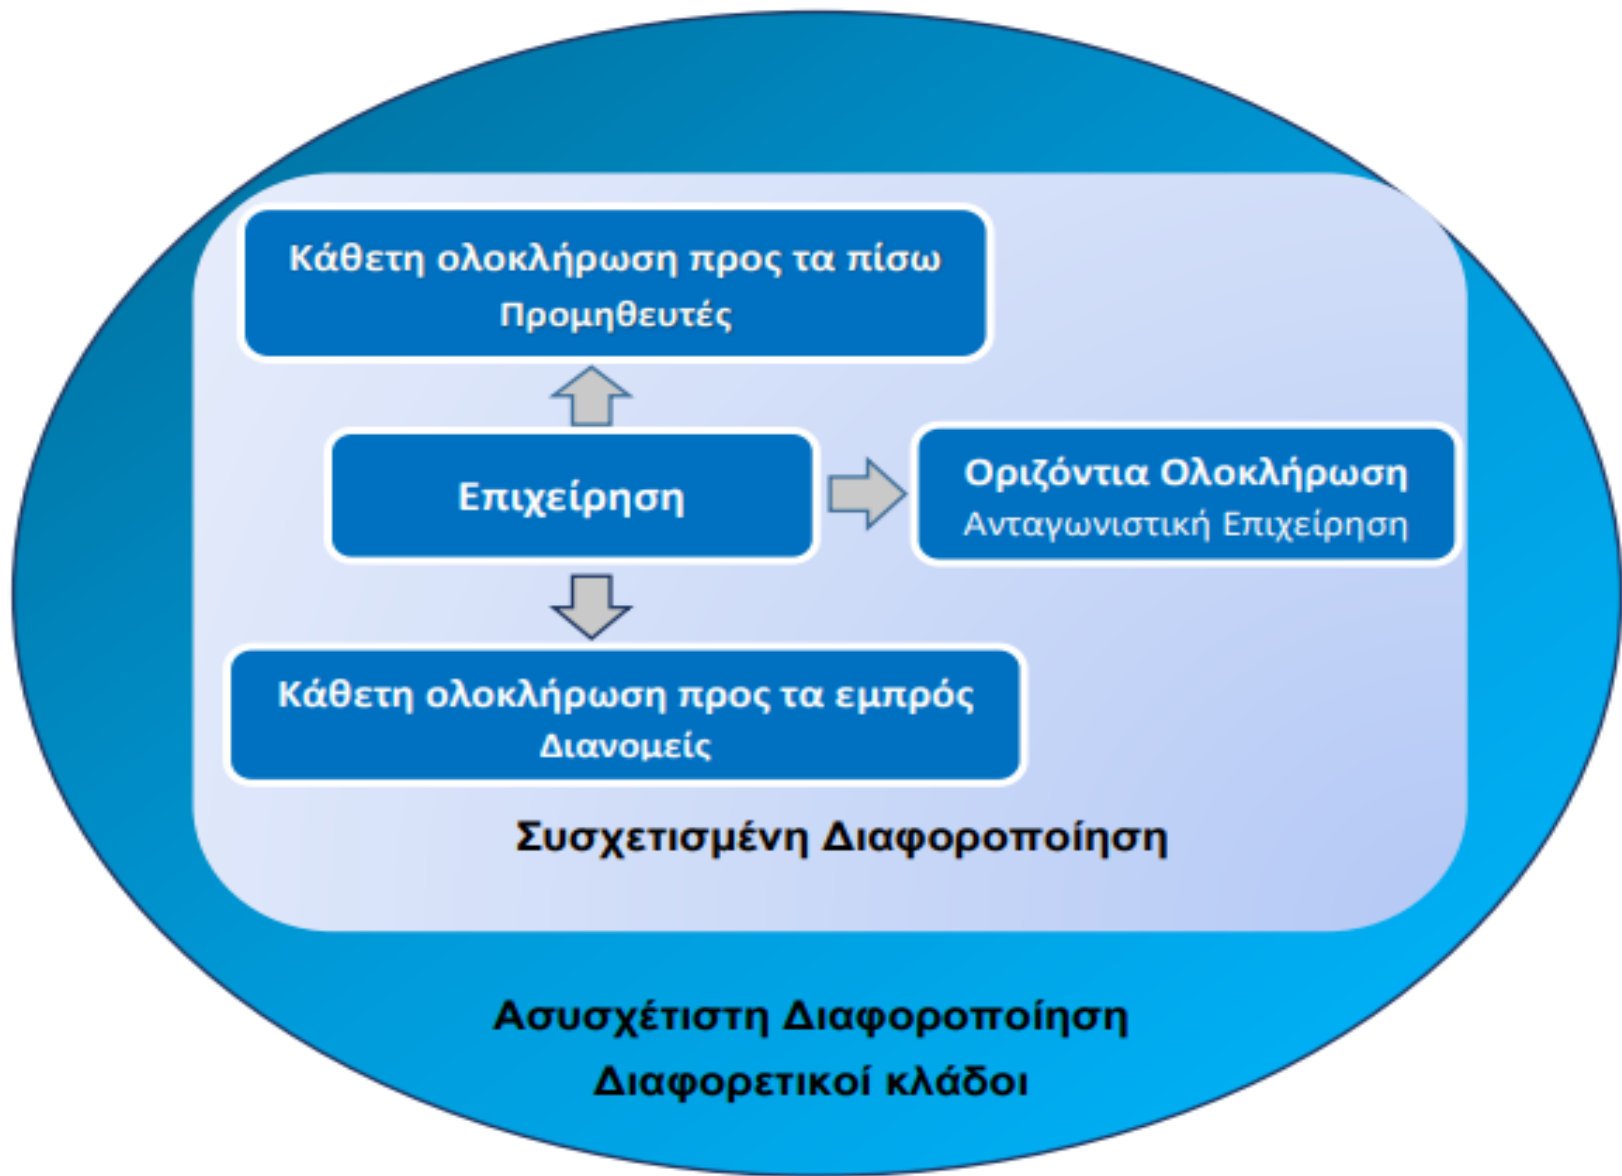 Κάθετη ολοκλήρωση προς τα πίσω
Προμηθευτές
Επιχείρηση
Οριζόντια Ολοκλήρωση
Ανταγωνιστική Επιχείρηση
Κάθετη ολοκλήρωση προς τα εμπρός
Διανομείς
Συσχετισμένη Διαφοροποίηση
Ασυσχέτιστη Διαφοροποίηση
Διαφορετικοί κλάδοι